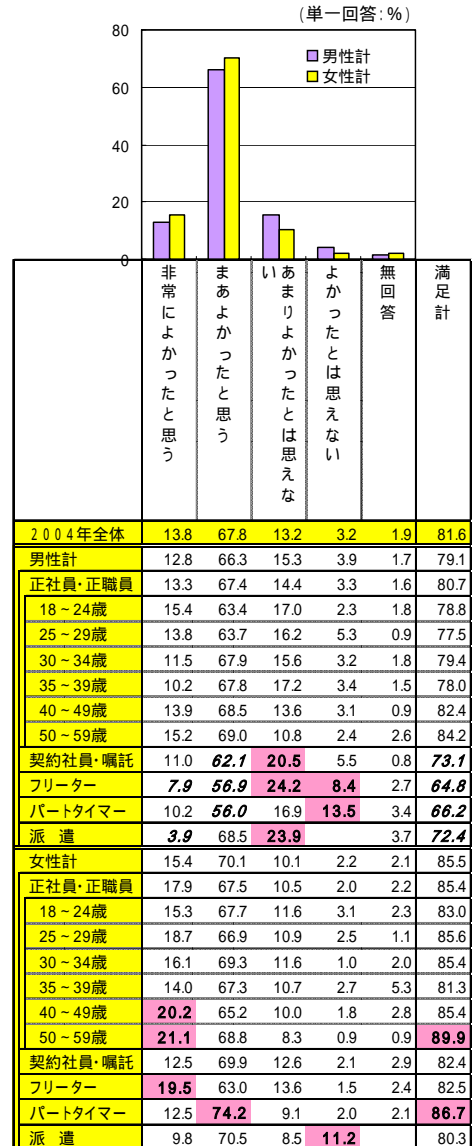 (単一回答：%)
80
60
40
20
0
男性計
女性計
非常によかったと思う
まあよかったと思う
あまりよかったとは思えない
よかったとは思えない
無回答
満足計
2004年全体 13.8 67.8 13.2 3.2 1.9 81.6
男性計 12.8 66.3 15.3 3.9 1.7 79.1
正社員・正職員 13.3 67.4 14.4 3.3 1.6 80.7
18～24歳 15.4 63.4 17.0 2.3 1.8 78.8
25～29歳 13.8 63.7 16.2 5.3 0.9 77.5
30～34歳 11.5 67.9 15.6 3.2 1.8 79.4
35～39歳 10.2 67.8 17.2 3.4 1.5 78.0
40～49歳 13.9 68.5 13.6 3.1 0.9 82.4
50～59歳 15.2 69.0 10.8 2.4 2.6 84.2
契約社員・嘱託 11.0 62.1 20.5 5.5 0.8 73.1
フリーター 7.9 56.9 24.2 8.4 2.7 64.8
パートタイマー 10.2 56.0 16.9 13.5 3.4 66.2
派 遣 3.9 68.5 23.9 3.7 72.4
女性計 15.4 70.1 10.1 2.2 2.1 85.5
正社員・正職員 17.9 67.5 10.5 2.0 2.2 85.4
18～24歳 15.3 67.7 11.6 3.1 2.3 83.0
25～29歳 18.7 66.9 10.9 2.5 1.1 85.6
30～34歳 16.1 69.3 11.6 1.0 2.0 85.4
35～39歳 14.0 67.3 10.7 2.7 5.3 81.3
40～49歳 20.2 65.2 10.0 1.8 2.8 85.4
50～59歳 21.1 68.8 8.3 0.9 0.9 89.9
契約社員・嘱託 12.5 69.9 12.6 2.1 2.9 82.4
フリーター 19.5 63.0 13.6 1.5 2.4 82.5
パートタイマー 12.5 74.2 9.1 2.0 2.1 86.7
派 遣 9.8 70.5 8.5 11.2 80.3